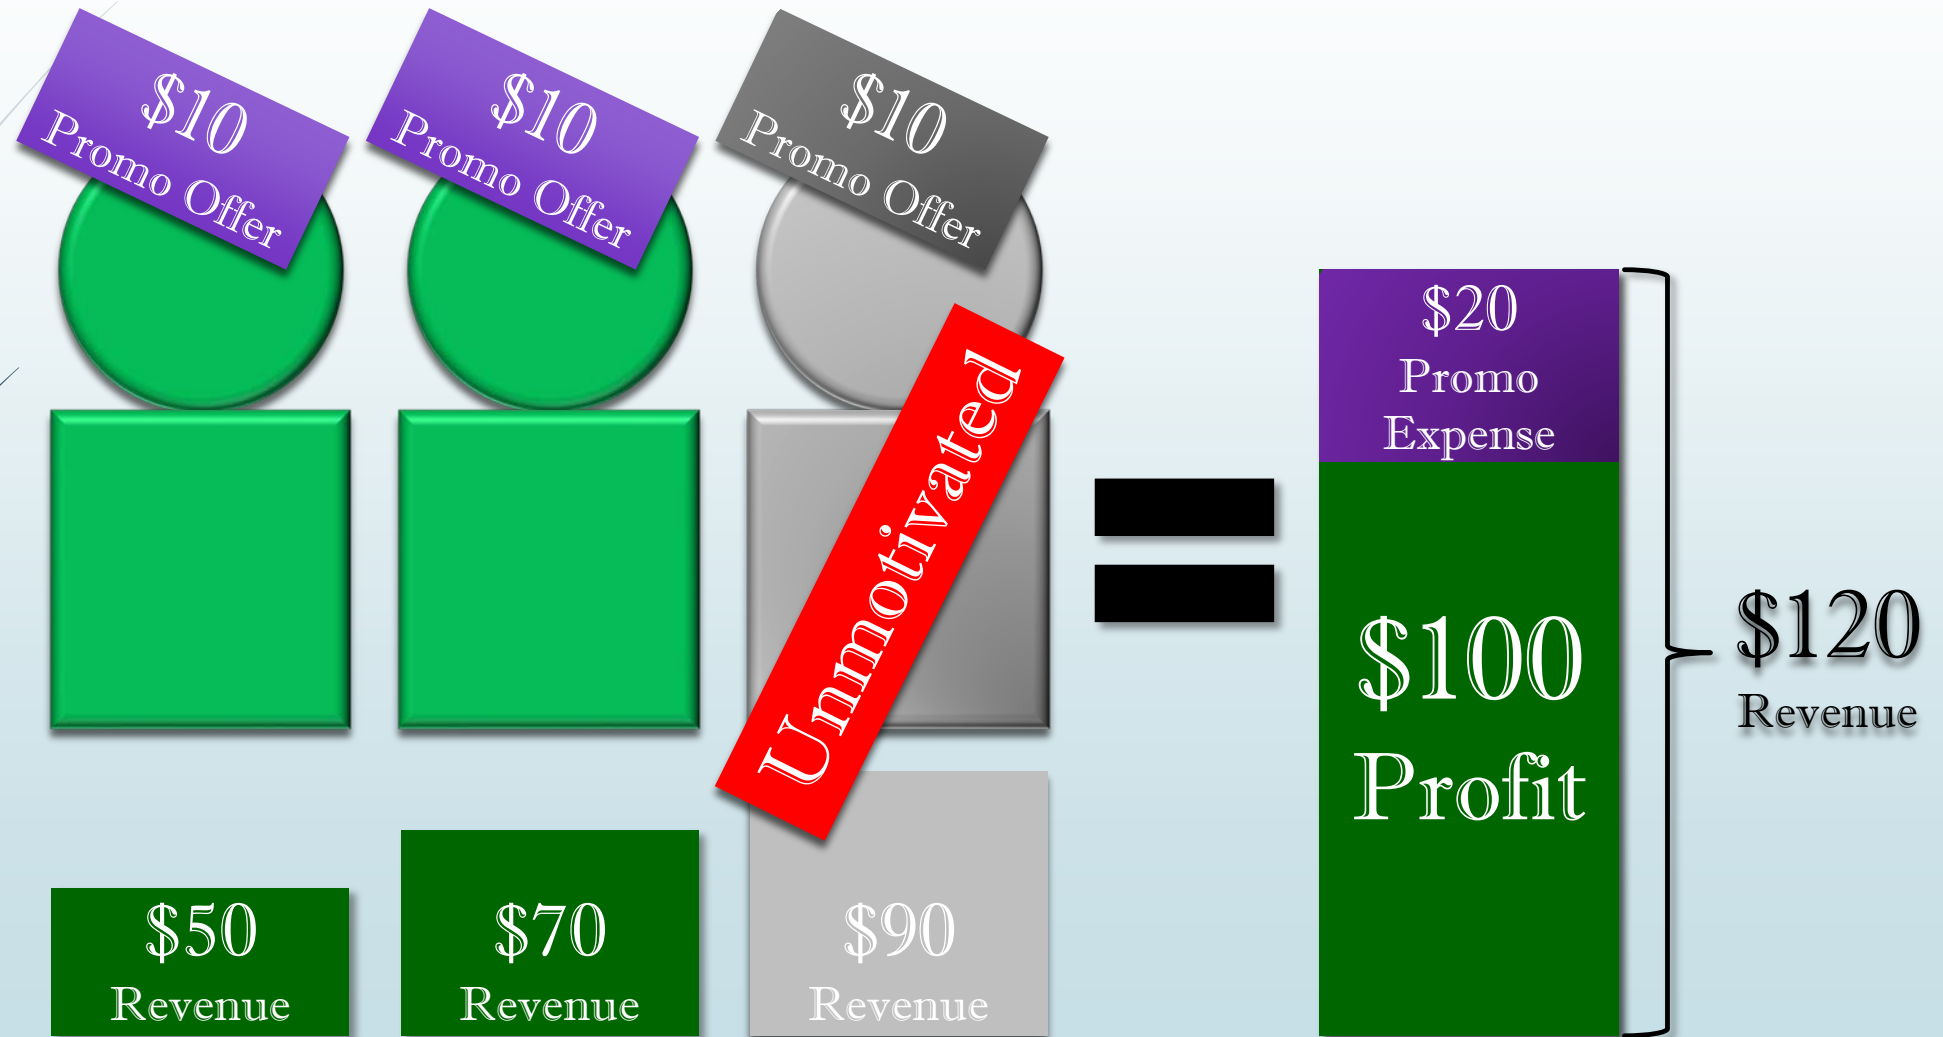 $10
Promo Offer
$10
Promo Offer
$10
Promo Offer
Unmotivated
$50
Revenue
$70
Revenue
$90
Revenue
$20
Promo
Expense
$100
Profit
$120
Revenue